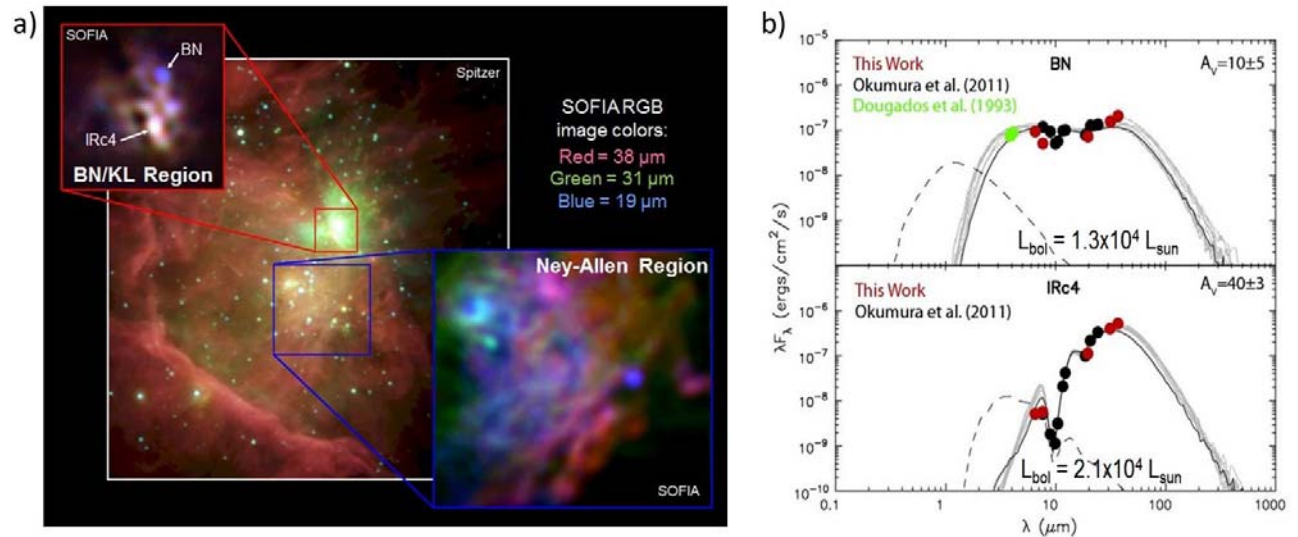 a)
SOFIA
BN
IRc4
BN/KL Region
Spitzer
SOFIA RGB
image colors:
Red = 38 µm
Green = 31 µm
Blue = 19 µm
Ney-Allen Region
SOFIA
b)
This Work
Okumura et al. (2011)
Dougados et al. (1993)
BN
Aᵥ=10±5
L_bol = 1.3x10⁴ L_sun
10⁻⁵
10⁻⁶
10⁻⁷
10⁻⁸
10⁻⁹
λF_λ (ergs/cm²/s)
This Work
Okumura et al. (2011)
IRc4
Aᵥ=40±3
L_bol = 2.1x10⁴ L_sun
10⁻⁶
10⁻⁷
10⁻⁸
10⁻⁹
10⁻¹⁰
0.1 1 10 100 1000
λ (µm)